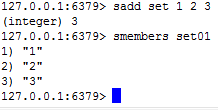 127.0.0.1:6379> sadd set 1 2 3
(integer) 3
127.0.0.1:6379> smembers set01
1) "1"
2) "2"
3) "3"
127.0.0.1:6379>